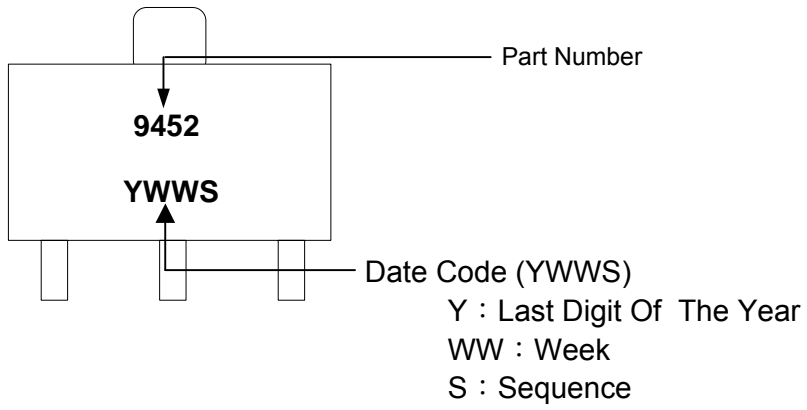 Part Number
9452
YWWS
Date Code (YWWS)
Y：Last Digit Of The Year
WW：Week
S：Sequence